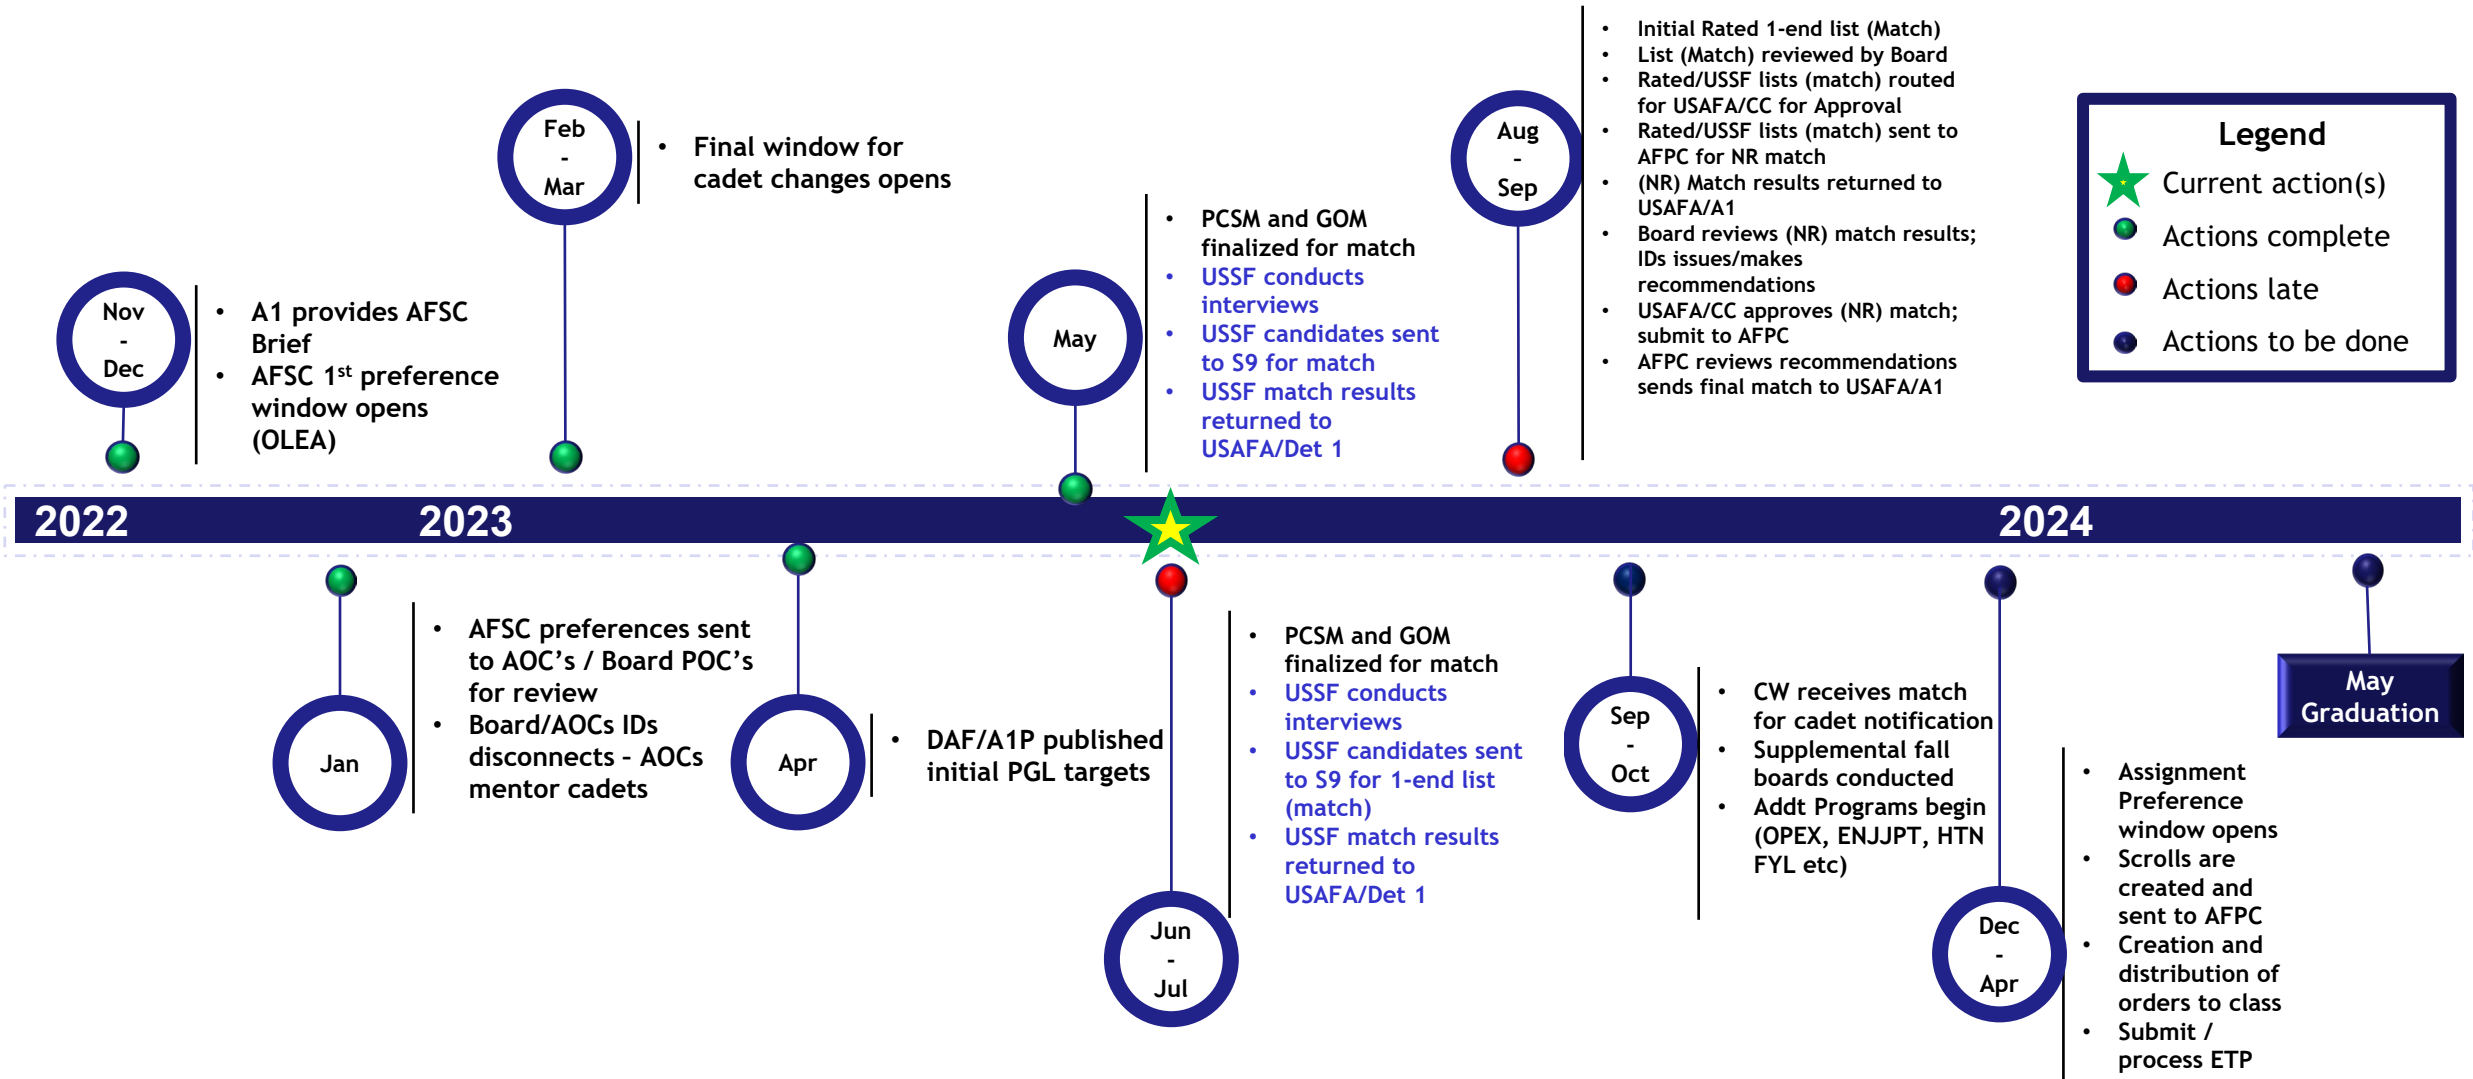 Nov
-
Dec
• A1 provides AFSC
Brief
• AFSC 1st preference
window opens
(OLEA)
Feb
-
Mar
• Final window for
cadet changes opens
May
• PCSM and GOM
finalized for match
• USSF conducts
interviews
• USSF candidates sent
to S9 for match
• USSF match results
returned to
USAFA/Det 1
Aug
-
Sep
• Initial Rated 1-end list (Match)
• List (Match) reviewed by Board
• Rated/USSF lists (match) routed
for USAFA/CC for Approval
• Rated/USSF lists (match) sent to
AFPC for NR match
• (NR) Match results returned to
USAFA/A1
• Board reviews (NR) match results;
IDs issues/makes
recommendations
• USAFA/CC approves (NR) match;
submit to AFPC
• AFPC reviews recommendations
sends final match to USAFA/A1
Legend
Current action(s)
Actions complete
Actions late
Actions to be done
2022
2023
2024
Jan
• AFSC preferences sent
to AOC’s / Board POC’s
for review
• Board/AOCs IDs
disconnects – AOCs
mentor cadets
Apr
• DAF/A1P published
initial PGL targets
Jun
-
Jul
• PCSM and GOM
finalized for match
• USSF conducts
interviews
• USSF candidates sent
to S9 for 1-end list
(match)
• USSF match results
returned to
USAFA/Det 1
Sep
-
Oct
• CW receives match
for cadet notification
• Supplemental fall
boards conducted
• Addt Programs begin
(OPEX, ENJJPT, HTN
FYL etc)
Dec
-
Apr
• Assignment
Preference
window opens
• Scrolls are
created and
sent to AFPC
• Creation and
distribution of
orders to class
• Submit /
process ETP
May
Graduation